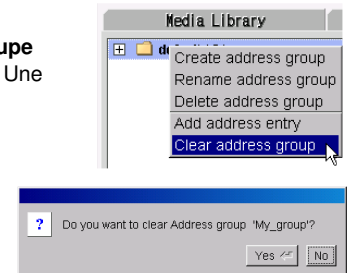 upe
Une
Media Library
Create address group
Rename address group
Delete address group
Add address entry
Clear address group
? Do you want to clear Address group 'My_group'?
Yes No